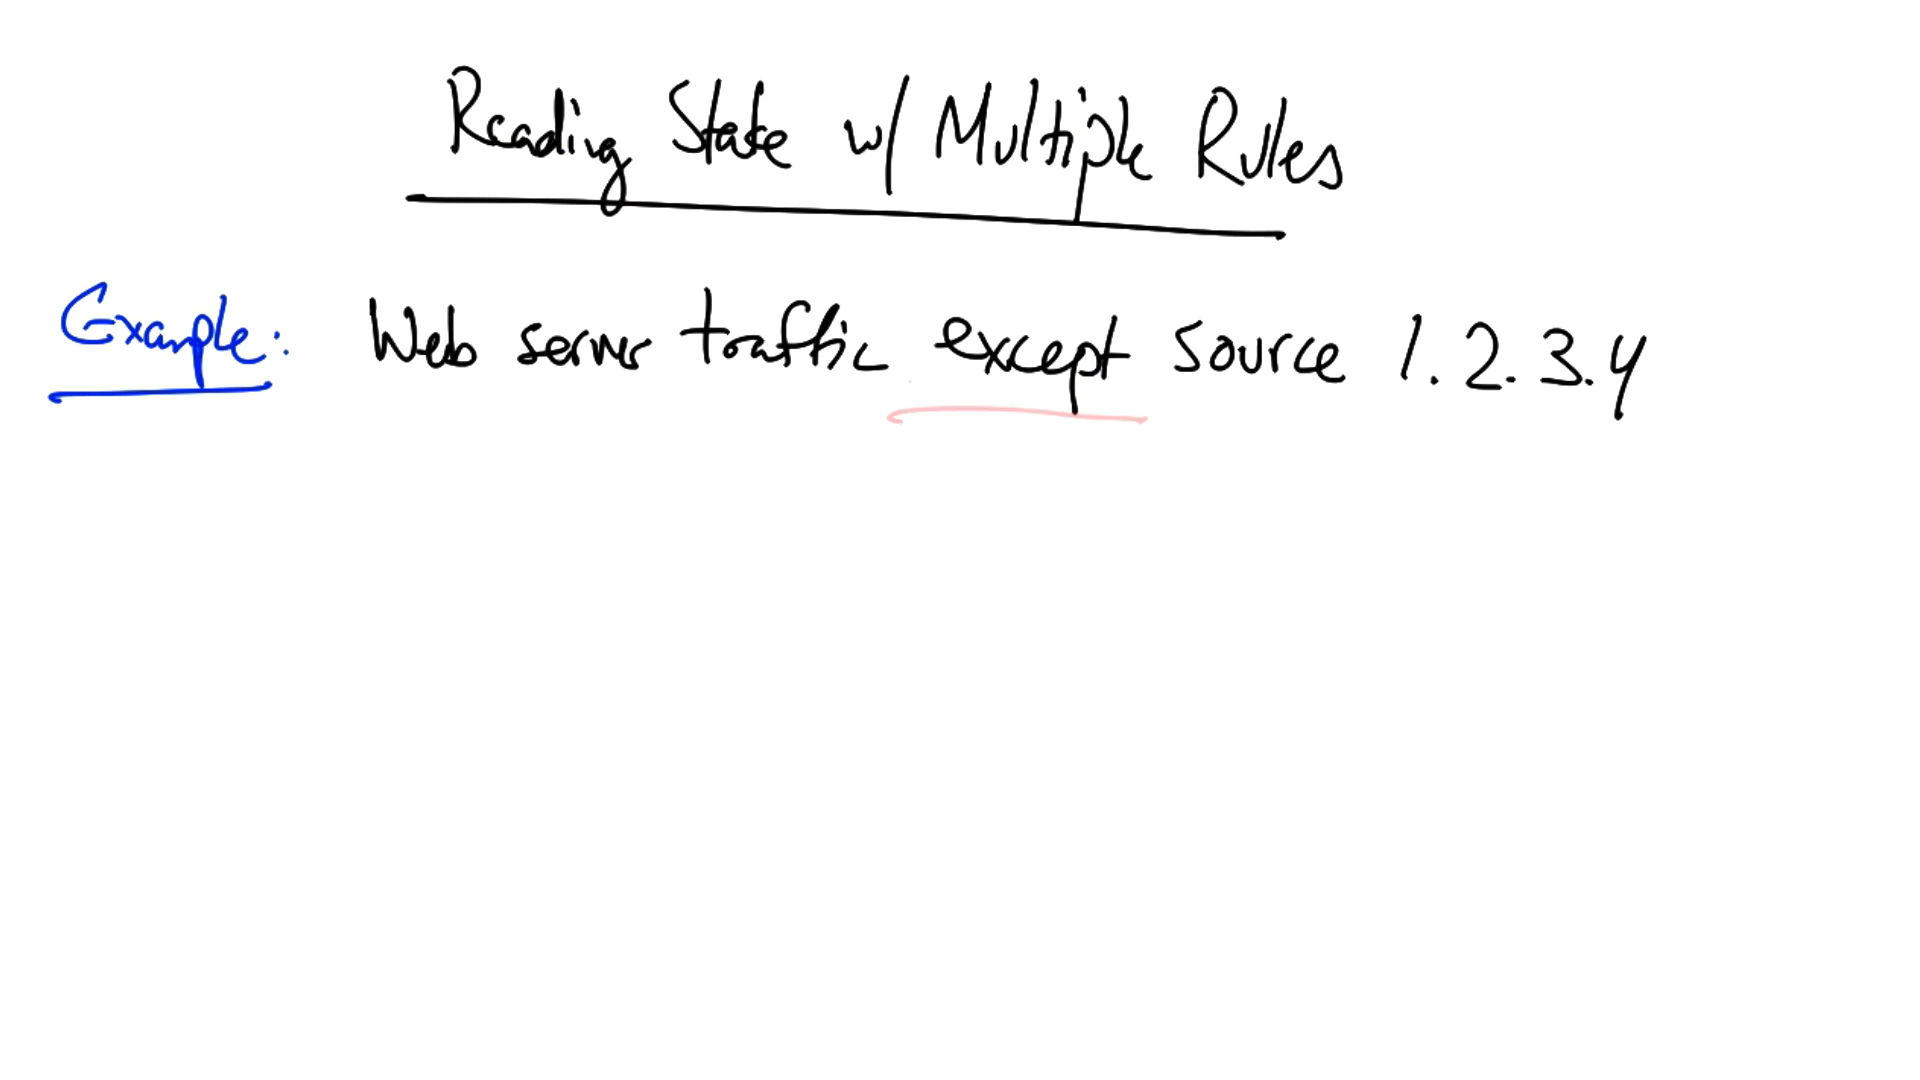 Reading State w/ Multiple Rules
Example: Web server traffic except source 1.2.3.4